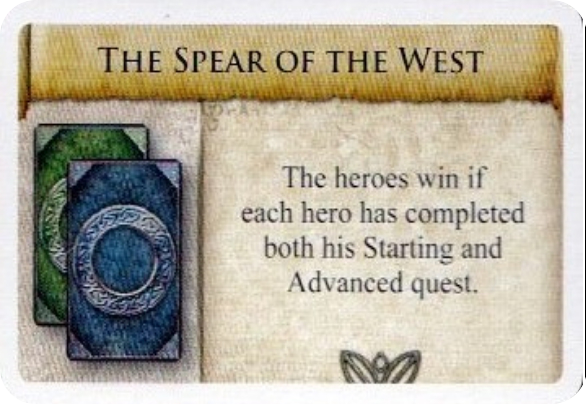 THE SPEAR OF THE WEST
The heroes win if
each hero has completed
both his Starting and
Advanced quest.